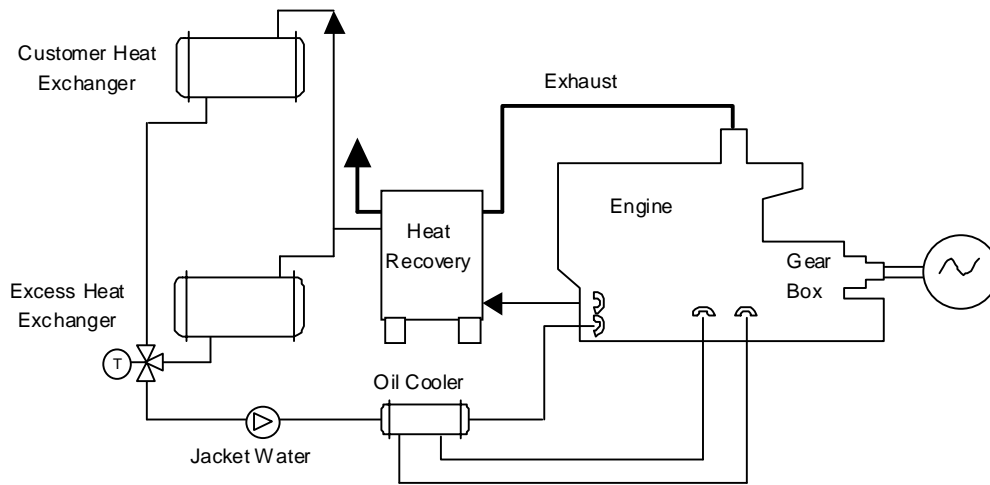 Customer Heat
Exchanger
Exhaust
Engine
Heat
Recovery
Gear
Box
Excess Heat
Exchanger
T
Oil Cooler
Jacket Water